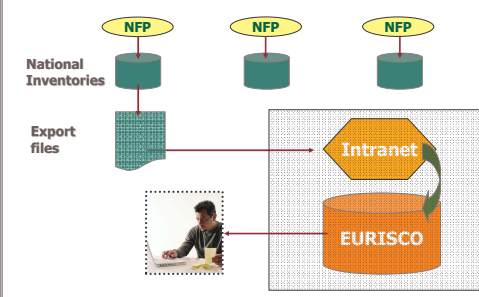 NFP NFP NFP
National
Inventories
Export
files
Intranet
EURISCO